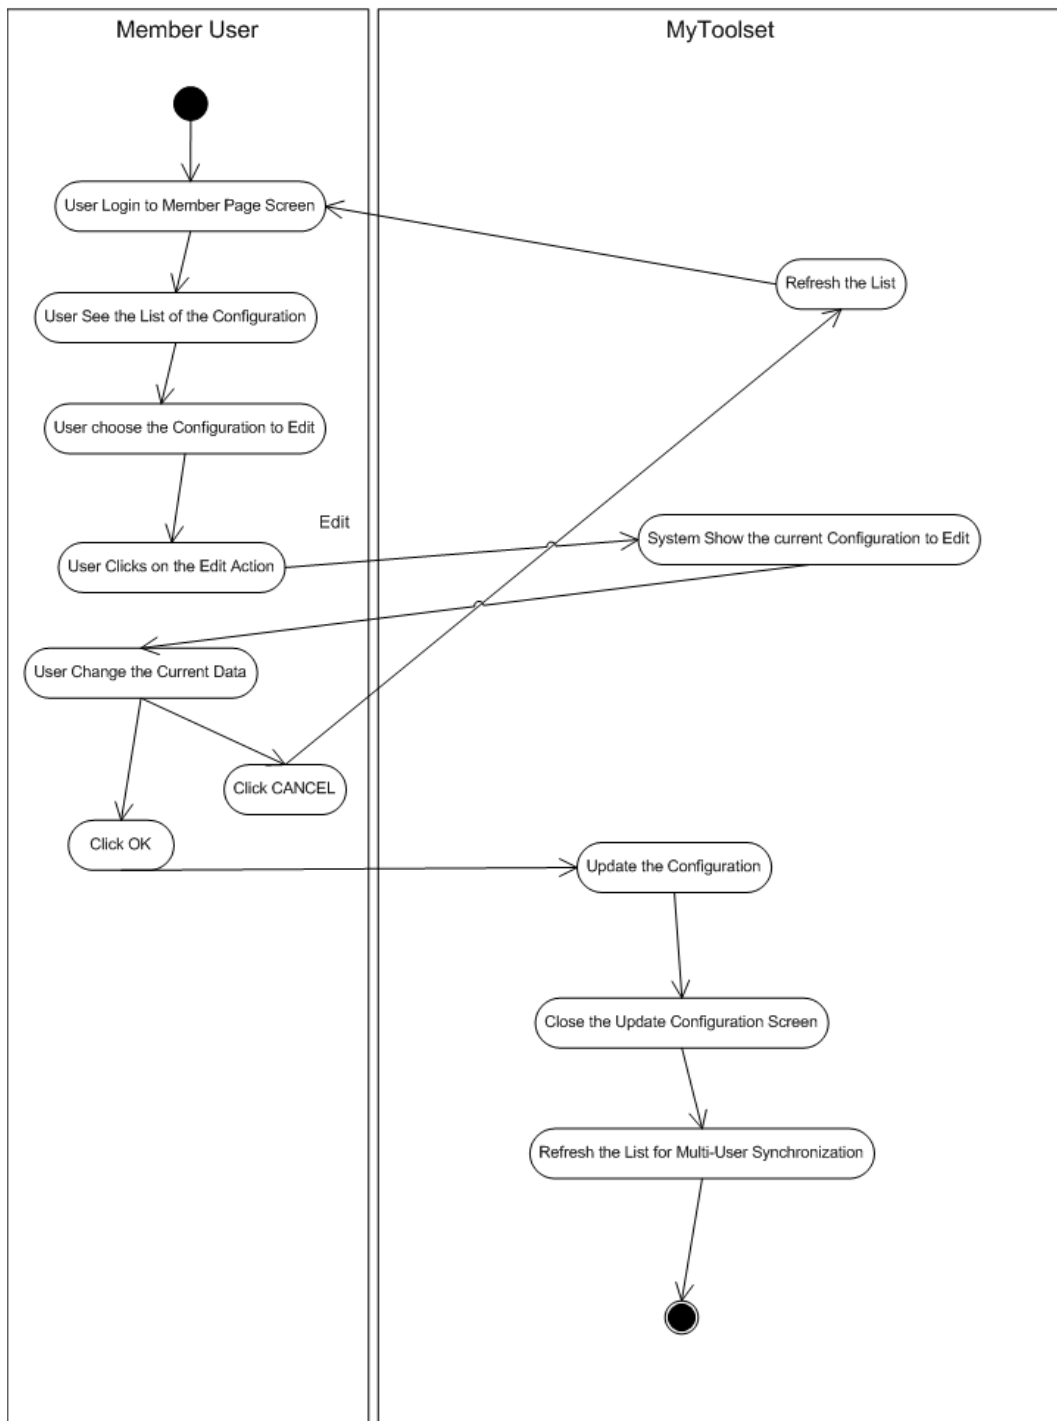 Member User
MyToolset
User Login to Member Page Screen
Refresh the List
User See the List of the Configuration
User choose the Configuration to Edit
Edit
System Show the current Configuration to Edit
User Clicks on the Edit Action
User Change the Current Data
Click CANCEL
Click OK
Update the Configuration
Close the Update Configuration Screen
Refresh the List for Multi-User Synchronization